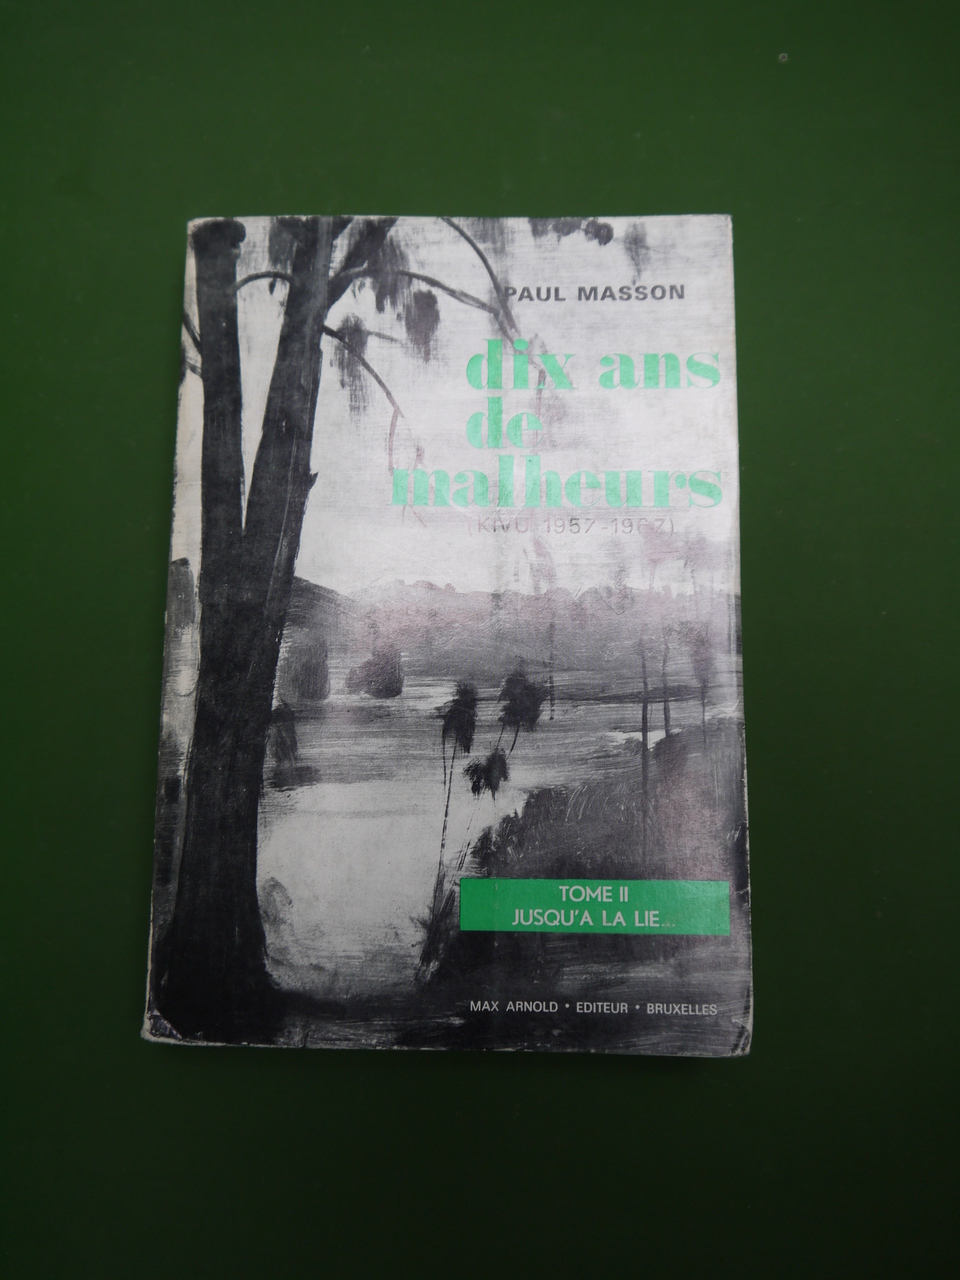 PAUL MASSON
dix ans
de
malheurs
(KIVU 1957-1967)
TOME II
JUSQU'A LA LIE...
MAX ARNOLD • EDITEUR • BRUXELLES